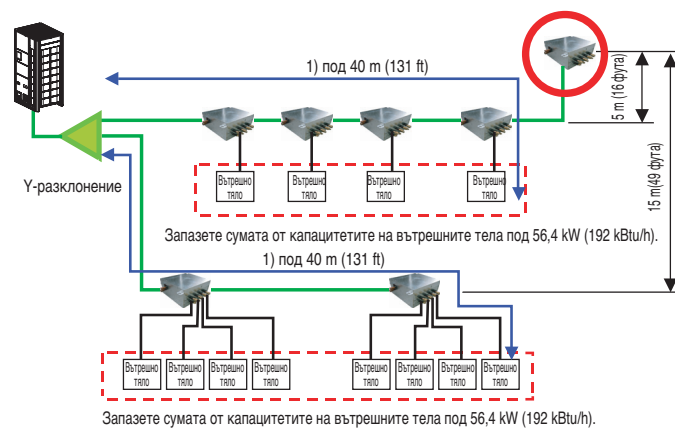 1) под 40 m (131 ft)
5 m (16 фута)
15 m(49 фута)
Y-разклонение
Вътрешно
тяло
Вътрешно
тяло
Вътрешно
тяло
Вътрешно
тяло
Запазете сумата от капацитетите на вътрешните тела под 56,4 kW (192 kBtu/h).
1) под 40 m (131 ft)
Вътрешно
тяло
Вътрешно
тяло
Вътрешно
тяло
Вътрешно
тяло
Вътрешно
тяло
Вътрешно
тяло
Вътрешно
тяло
Вътрешно
тяло
Запазете сумата от капацитетите на вътрешните тела под 56,4 kW (192 kBtu/h).